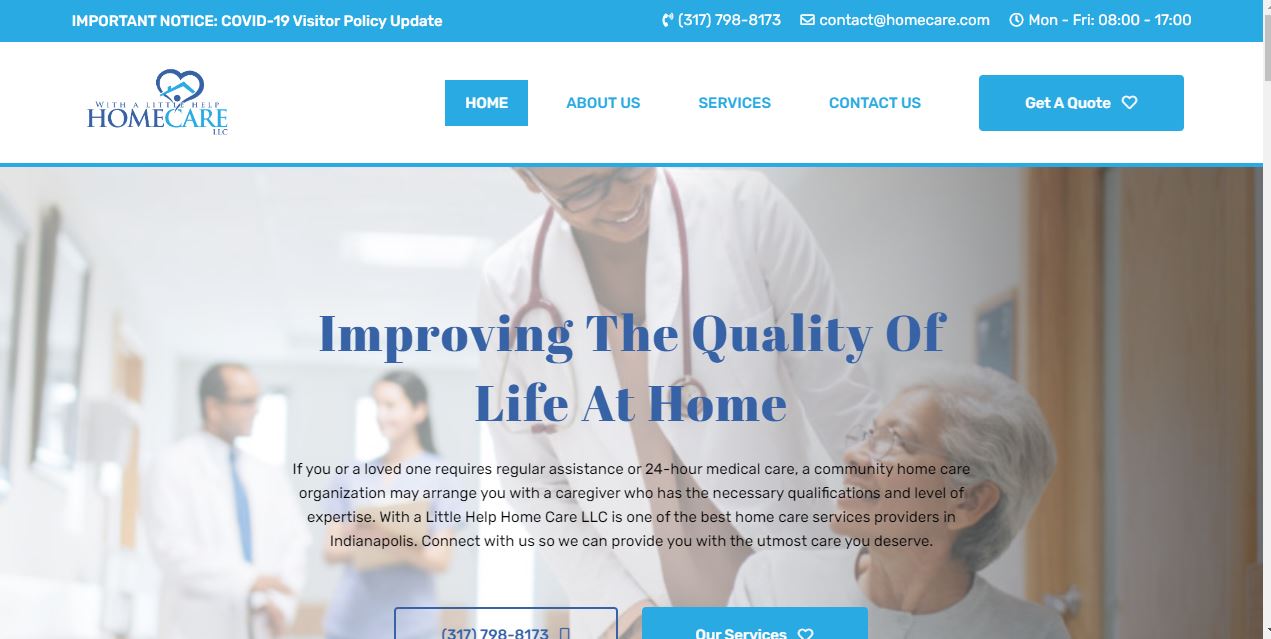 IMPORTANT NOTICE: COVID-19 Visitor Policy Update
(317) 798-8173
contact@homecare.com
Mon - Fri: 08:00 - 17:00
WITH A LITTLE HELP
HOMECARE
LLC
HOME
ABOUT US
SERVICES
CONTACT US
Get A Quote
Improving The Quality Of
Life At Home
If you or a loved one requires regular assistance or 24-hour medical care, a community home care
organization may arrange you with a caregiver who has the necessary qualifications and level of
expertise. With a Little Help Home Care LLC is one of the best home care services providers in
Indianapolis. Connect with us so we can provide you with the utmost care you deserve.
(317) 798-8173
Our Services